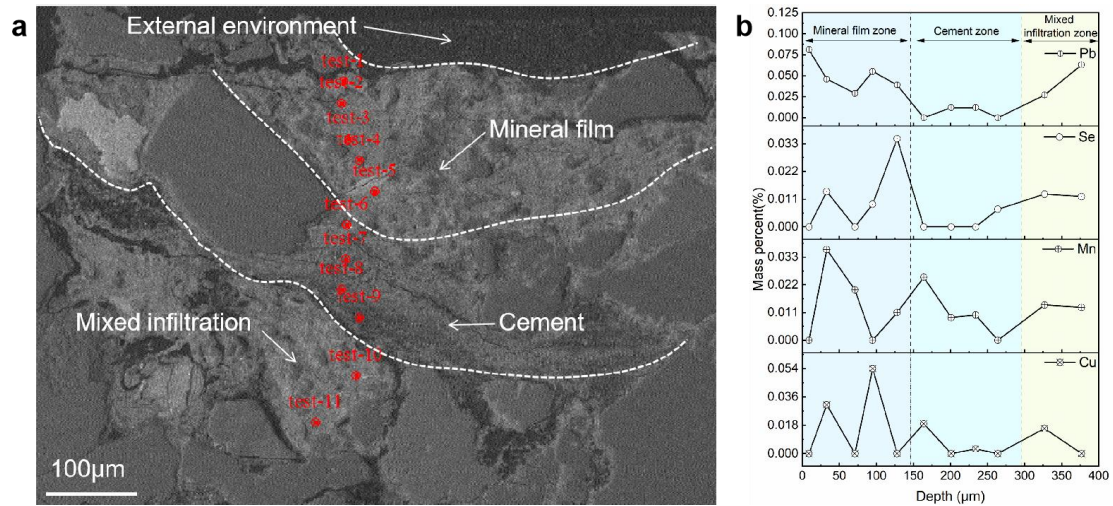 a
External environment
test-1
test-2
test-3
test-4
Mineral film
test-5
test-6
test-7
test-8
test-9
Mixed infiltration
Cement
test-10
test-11
100μm
b
Mineral film zone
Cement zone
Mixed
infiltration zone
Pb
0.125
0.100
0.075
0.050
0.025
0.000
Se
0.033
0.022
0.011
0.000
Mn
0.033
0.022
0.011
0.000
Cu
0.054
0.036
0.018
0.000
Mass percent(%)
0 50 100 150 200 250 300 350 400
Depth (μm)